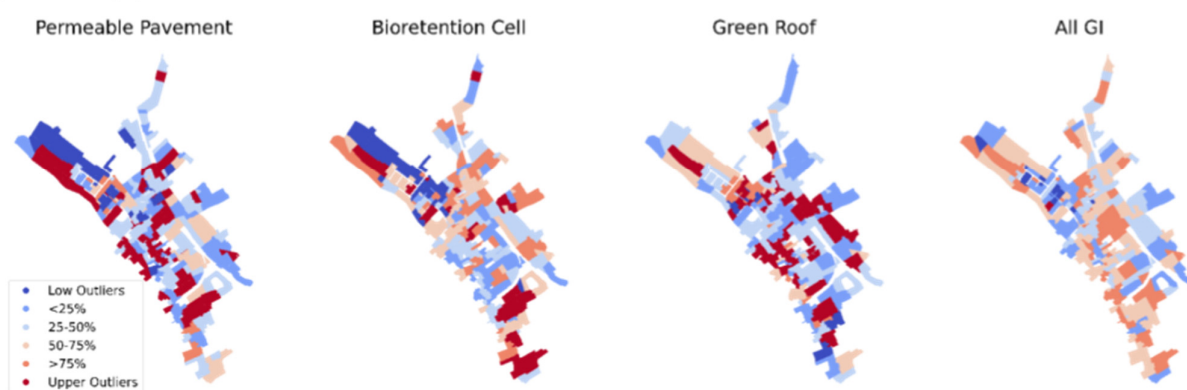 Permeable Pavement
Bioretention Cell
Green Roof
All GI
Low Outliers
<25%
25-50%
50-75%
>75%
Upper Outliers